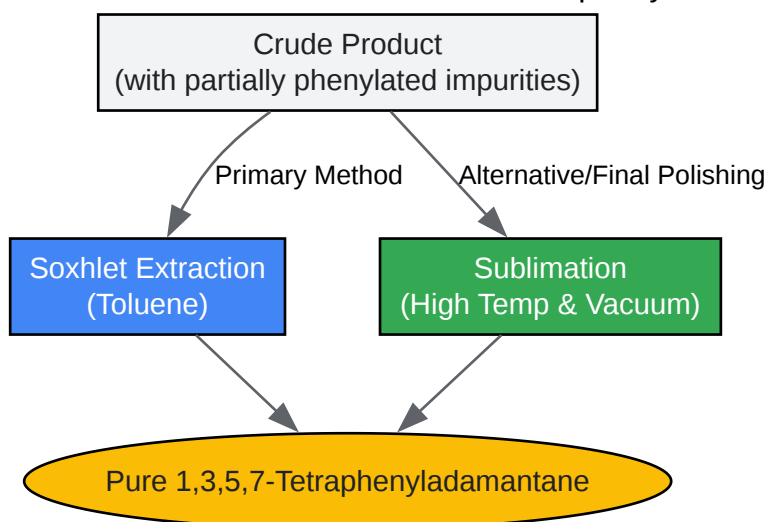 Crude Product
(with partially phenylated impurities)
Primary Method
Alternative/Final Polishing
Soxhlet Extraction
(Toluene)
Sublimation
(High Temp & Vacuum)
Pure 1,3,5,7-Tetraphenyladamantane